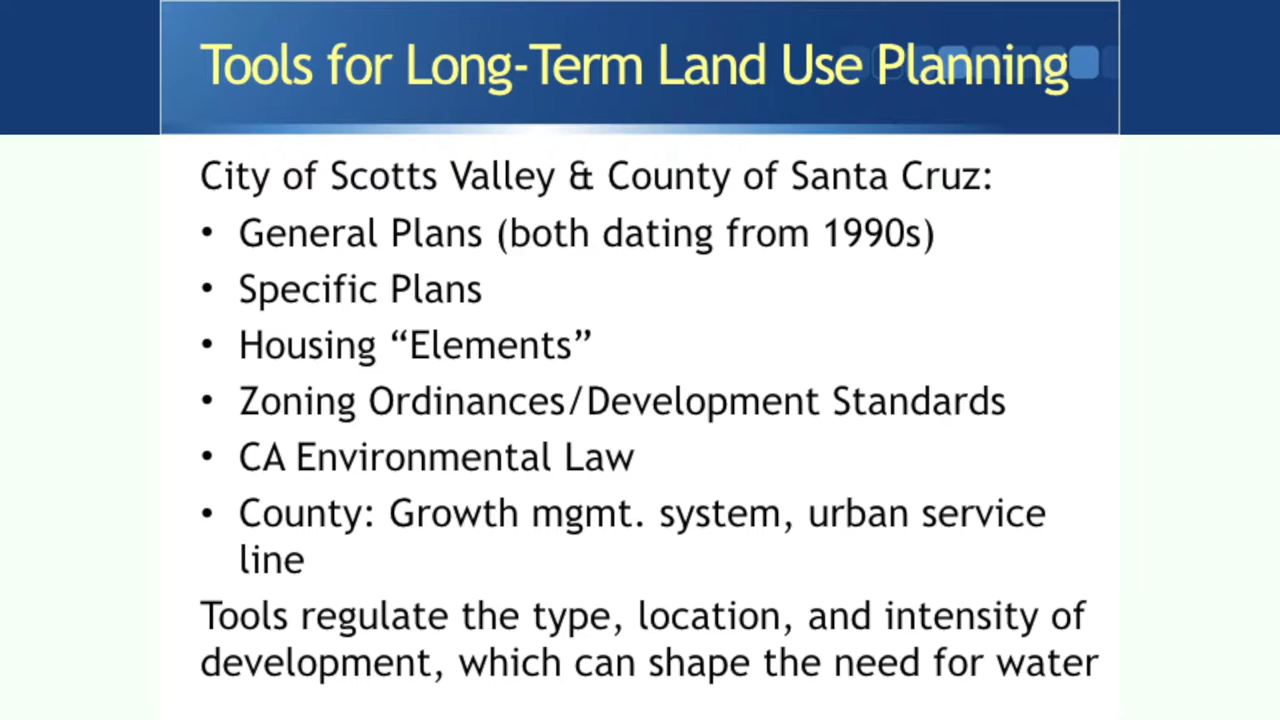 Tools for Long-Term Land Use Planning
City of Scotts Valley & County of Santa Cruz:
• General Plans (both dating from 1990s)
• Specific Plans
• Housing “Elements”
• Zoning Ordinances/Development Standards
• CA Environmental Law
• County: Growth mgmt. system, urban service
line
Tools regulate the type, location, and intensity of
development, which can shape the need for water